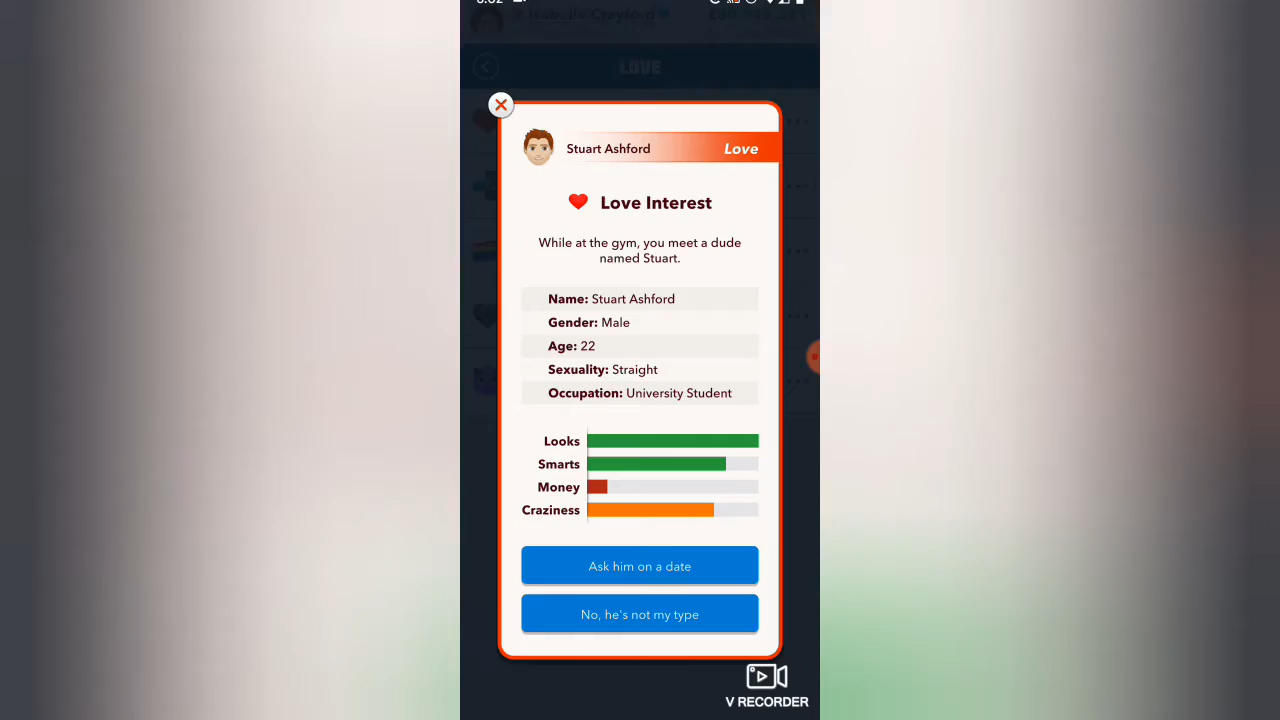 LOVE
Stuart Ashford
Love
Love Interest
While at the gym, you meet a dude
named Stuart.
Name: Stuart Ashford
Gender: Male
Age: 22
Sexuality: Straight
Occupation: University Student
Looks
Smarts
Money
Craziness
Ask him on a date
No, he's not my type
V RECORDER